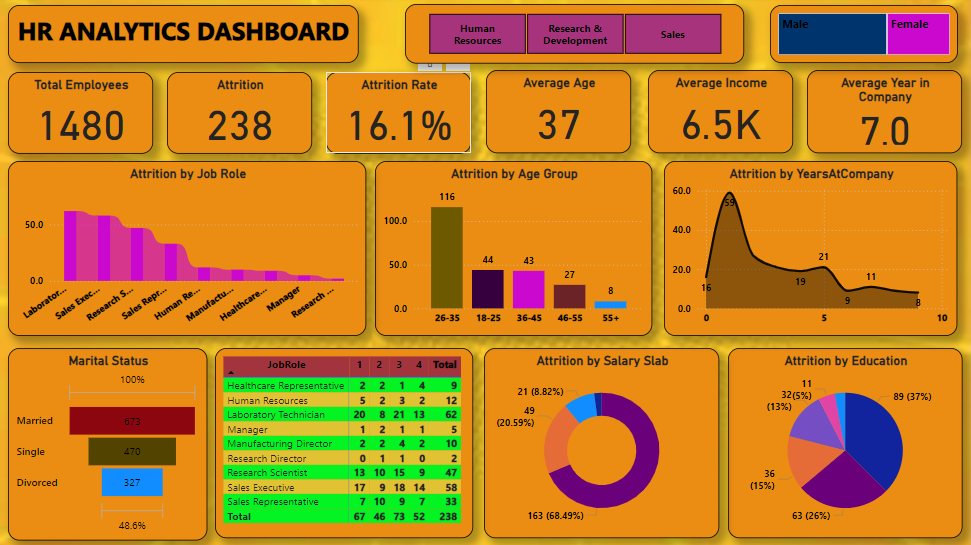 HR ANALYTICS DASHBOARD
Human
Resources
Research &
Development
Sales
Male
Female
Total Employees
1480
Attrition
238
Attrition Rate
16.1%
Average Age
37
Average Income
6.5K
Average Year in
Company
7.0
Attrition by Job Role
50.0
0.0
Laborator...
Sales Exec...
Research S...
Sales Repr...
Human Re...
Manufactu...
Healthcare...
Manager
Research ...
Attrition by Age Group
100.0
50.0
0.0
116
44
43
27
8
26-35
18-25
36-45
46-55
55+
Attrition by YearsAtCompany
60.0
40.0
20.0
0.0
59
16
19
21
9
11
8
0
5
10
Marital Status
100%
Married
673
Single
470
Divorced
327
48.6%
JobRole 1 2 3 4 Total
Healthcare Representative 2 2 1 4 9
Human Resources 5 2 3 2 12
Laboratory Technician 20 8 21 13 62
Manager 1 2 1 1 5
Manufacturing Director 2 2 4 2 10
Research Director 0 1 1 0 2
Research Scientist 13 10 15 9 47
Sales Executive 17 9 18 14 58
Sales Representative 7 10 9 7 33
Total 67 46 73 52 238
Attrition by Salary Slab
21 (8.82%)
49
(20.59%)
163 (68.49%)
Attrition by Education
11
(5%)
32
(13%)
89 (37%)
36
(15%)
63 (26%)